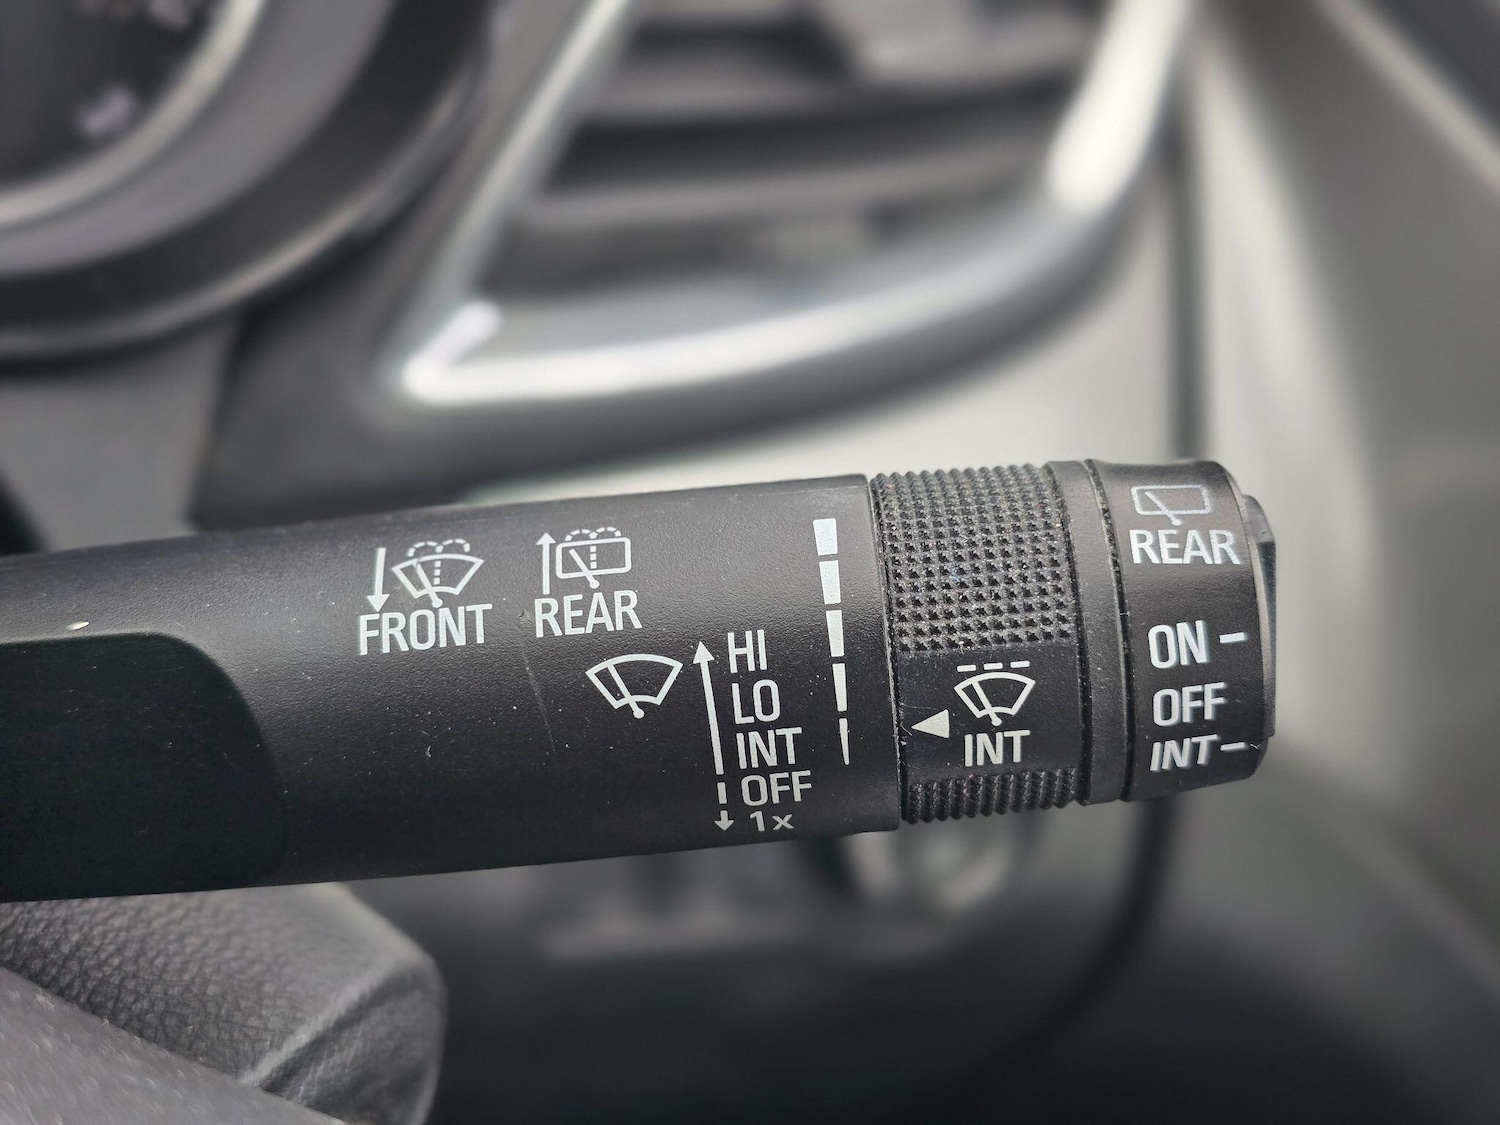 FRONT
REAR
HI
LO
INT
OFF
1x
INT
REAR
ON
OFF
INT